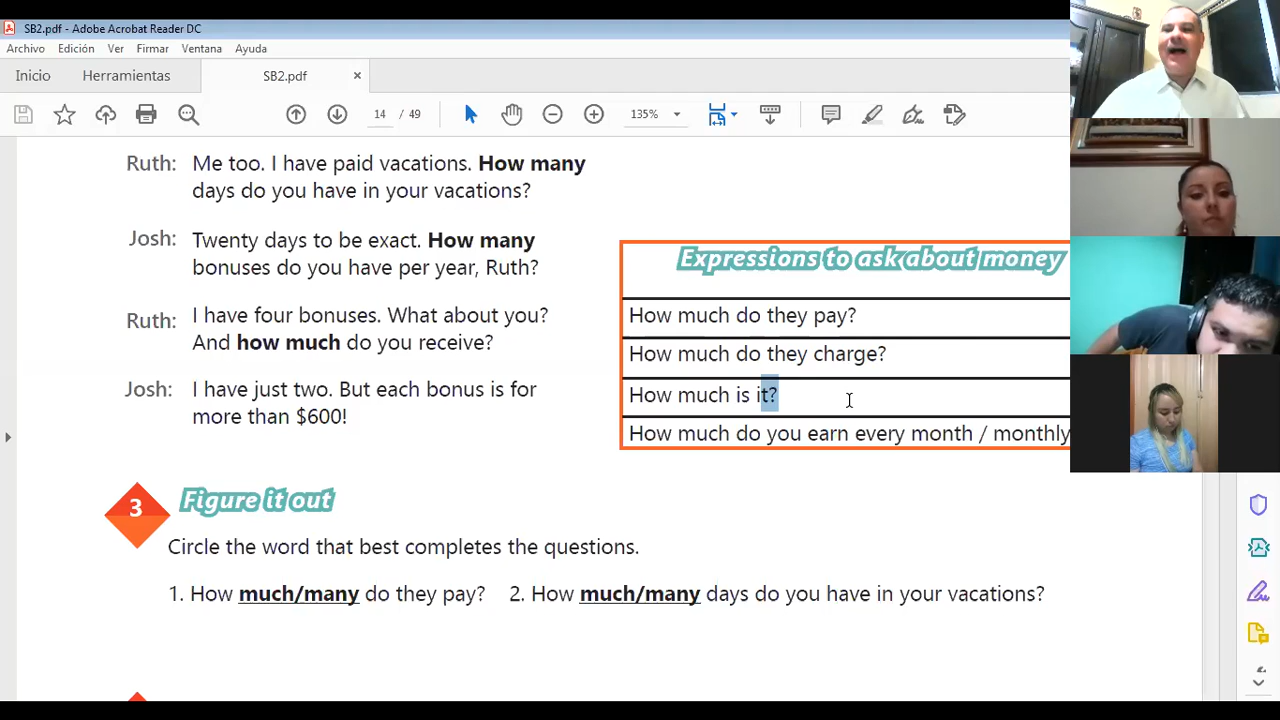 SB2.pdf - Adobe Acrobat Reader DC
Archivo Edición Ver Firmar Ventana Ayuda
Inicio Herramientas SB2.pdf ×
14 / 49 135%
Ruth: Me too. I have paid vacations. How many
days do you have in your vacations?
Josh: Twenty days to be exact. How many
bonuses do you have per year, Ruth?
Ruth: I have four bonuses. What about you?
And how much do you receive?
Josh: I have just two. But each bonus is for
more than $600!
Expressions to ask about money
How much do they pay?
How much do they charge?
How much is it?
How much do you earn every month / monthly
3 Figure it out
Circle the word that best completes the questions.
1. How much/many do they pay? 2. How much/many days do you have in your vacations?